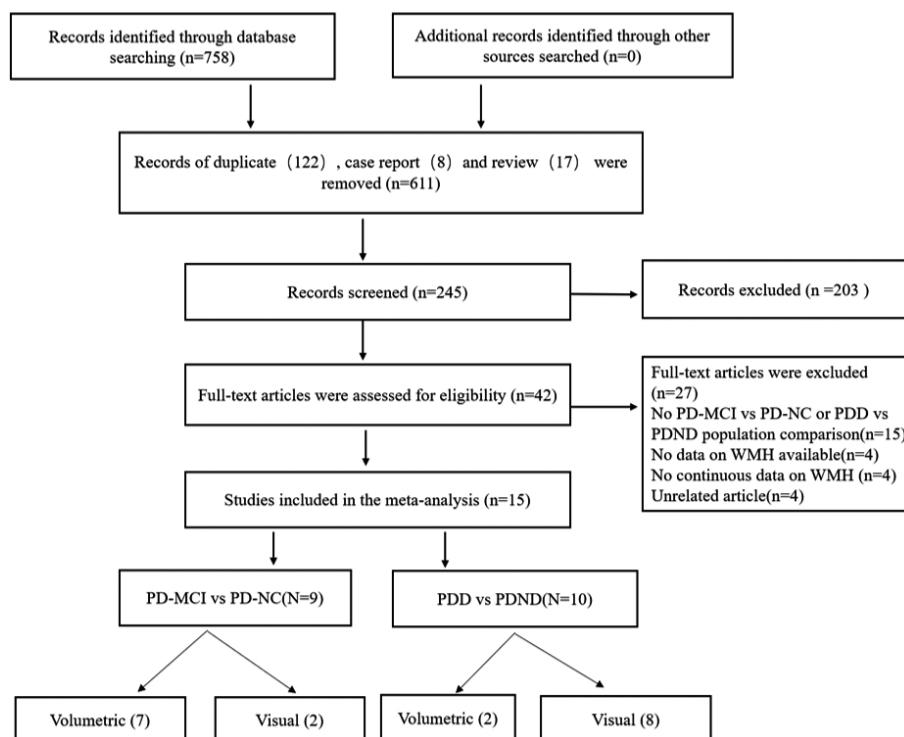 Records identified through database
searching (n=758)
Additional records identified through other
sources searched (n=0)
Records of duplicate （122）, case report (8) and review (17) were
removed (n=611)
Records screened (n=245)
Records excluded (n =203 )
Full-text articles were assessed for eligibility (n=42)
Full-text articles were excluded
(n=27)
No PD-MCI vs PD-NC or PDD vs
PDND population comparison(n=15)
No data on WMH available(n=4)
No continuous data on WMH (n=4)
Unrelated article(n=4)
Studies included in the meta-analysis (n=15)
PD-MCI vs PD-NC(N=9)
PDD vs PDND(N=10)
Volumetric (7)
Visual (2)
Volumetric (2)
Visual (8)